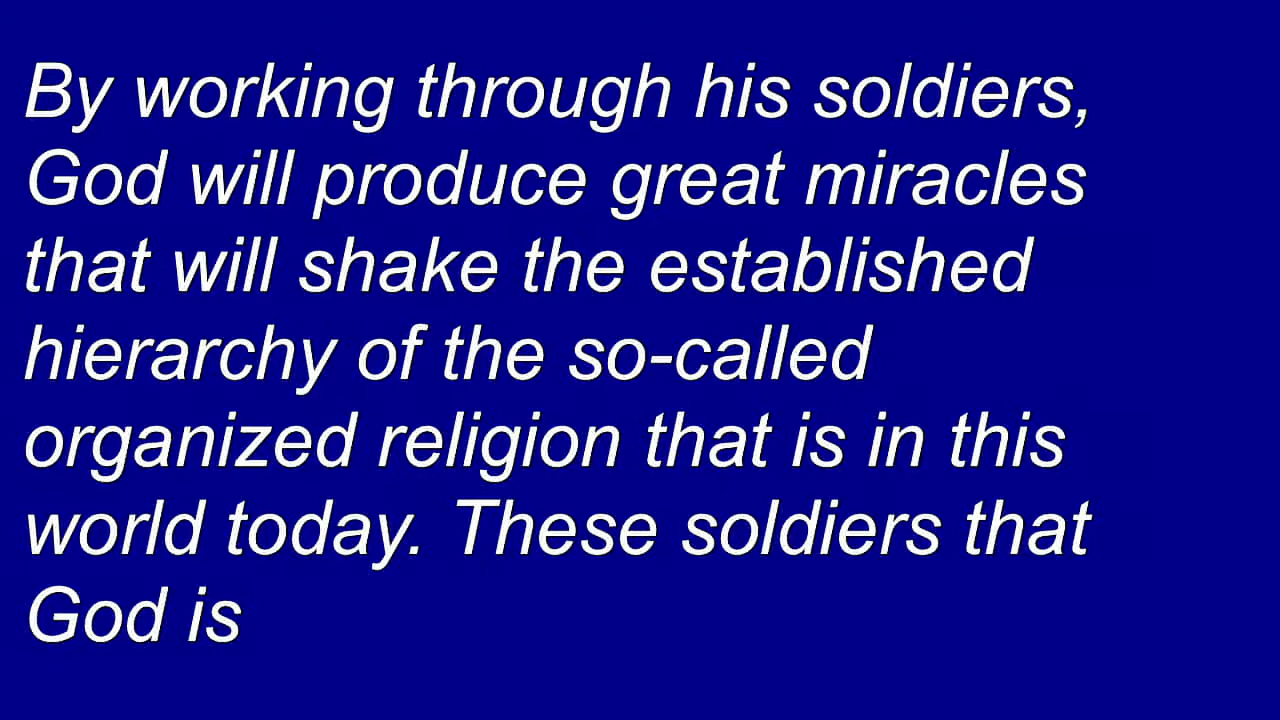 By working through his soldiers,
God will produce great miracles
that will shake the established
hierarchy of the so-called
organized religion that is in this
world today. These soldiers that
God is